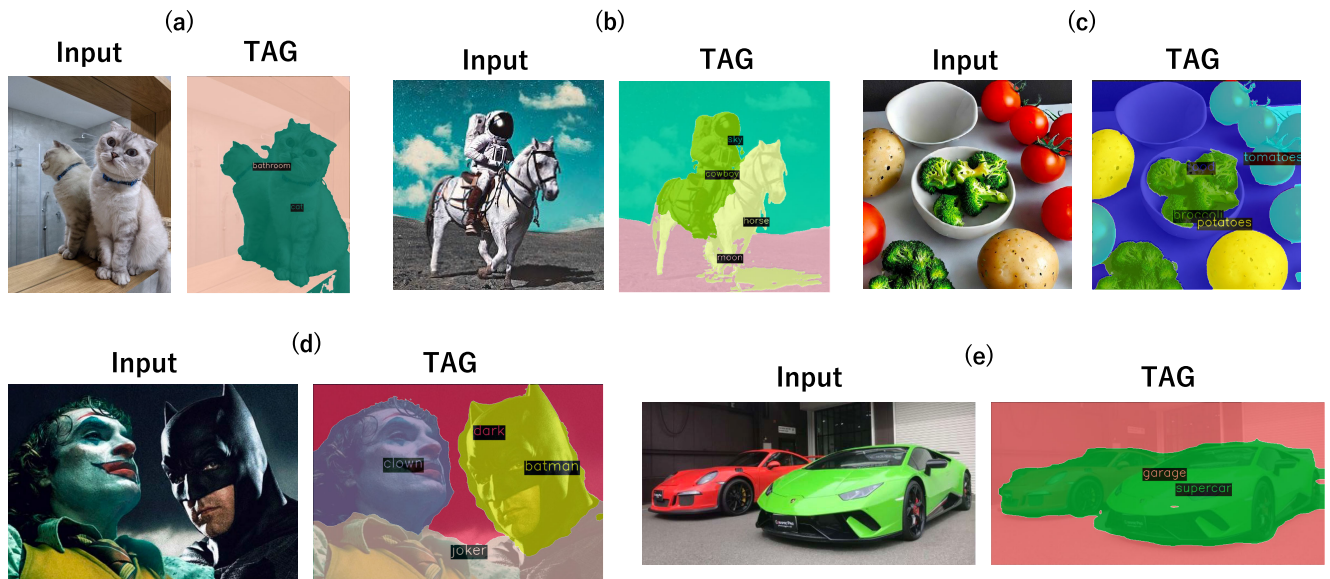 (a)
Input
TAG
bathroom
cat
(b)
Input
TAG
sky
cowboy
horse
moon
(c)
Input
TAG
tomatoes
broccoli
potatoes
(d)
Input
TAG
dark
clown
batman
joker
(e)
Input
TAG
garage
supercar